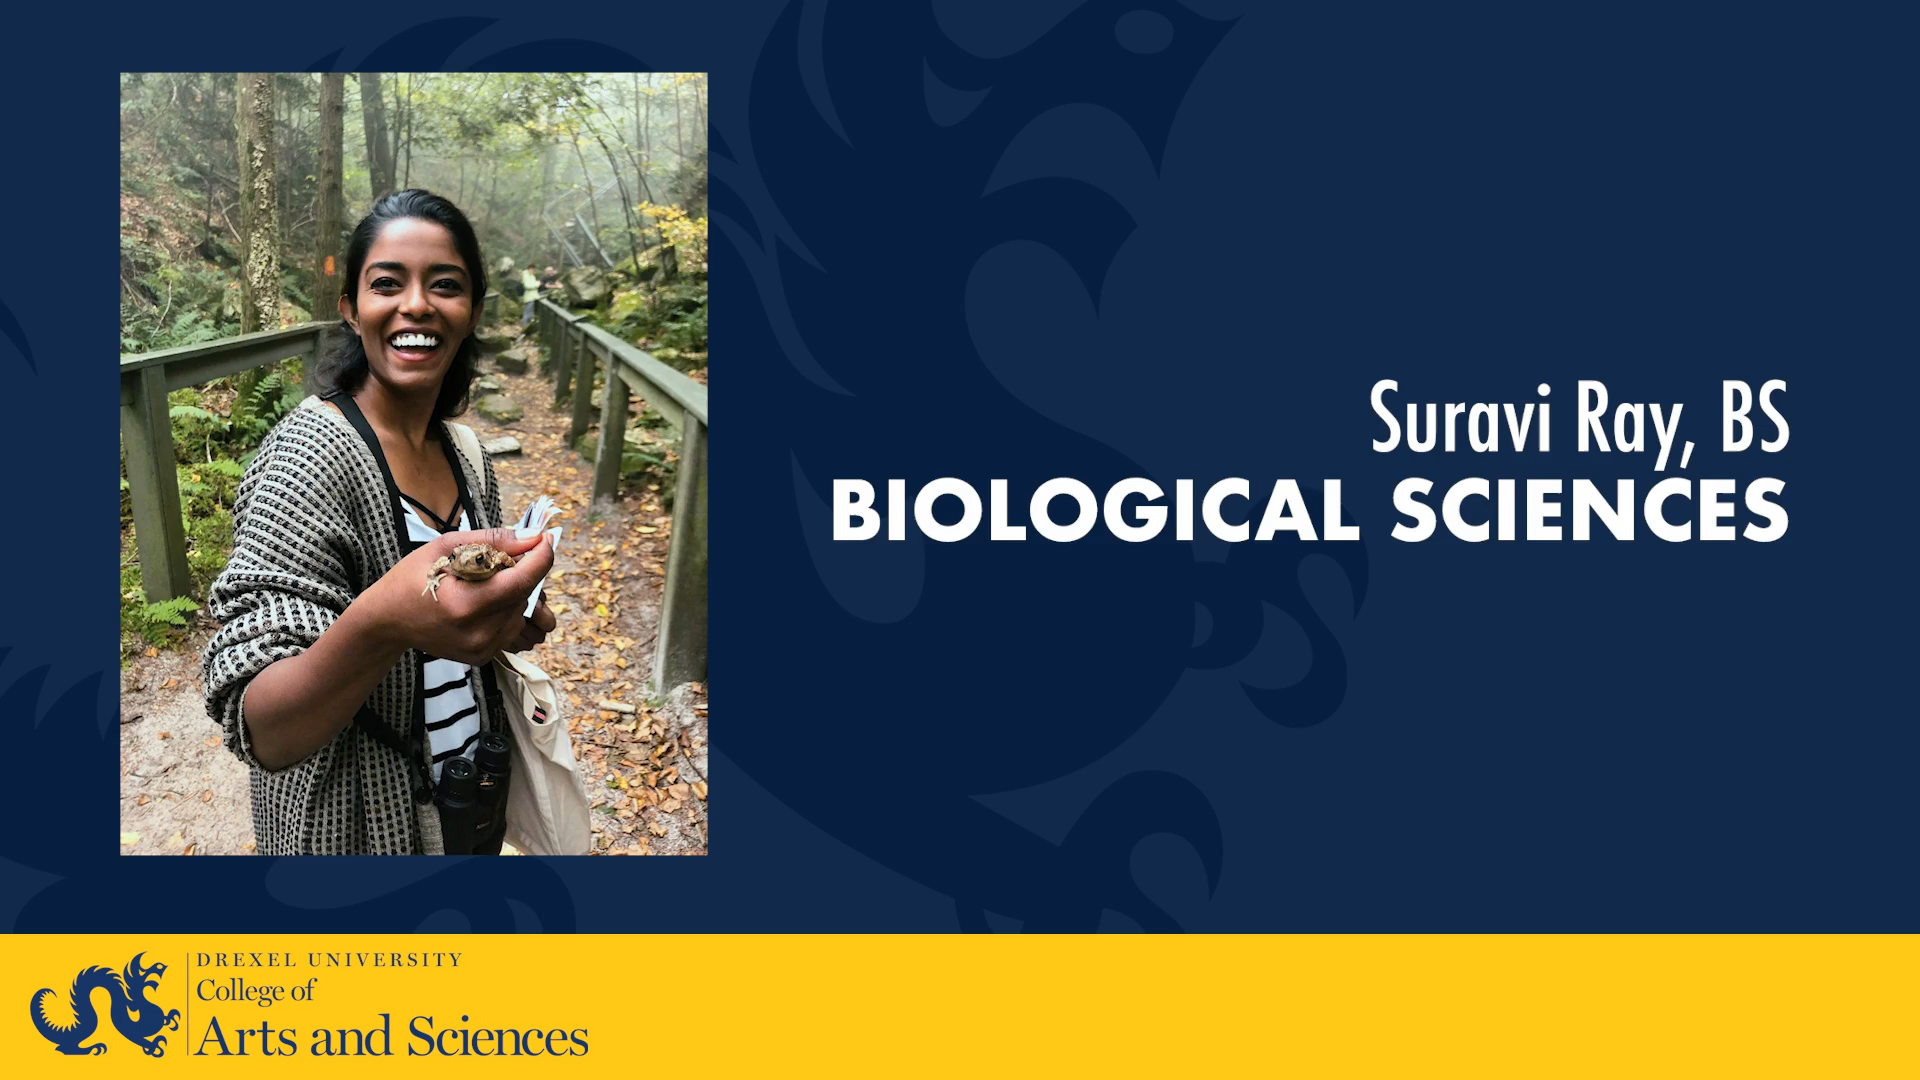 Suravi Ray, BS
BIOLOGICAL SCIENCES
DREXEL UNIVERSITY
College of
Arts and Sciences